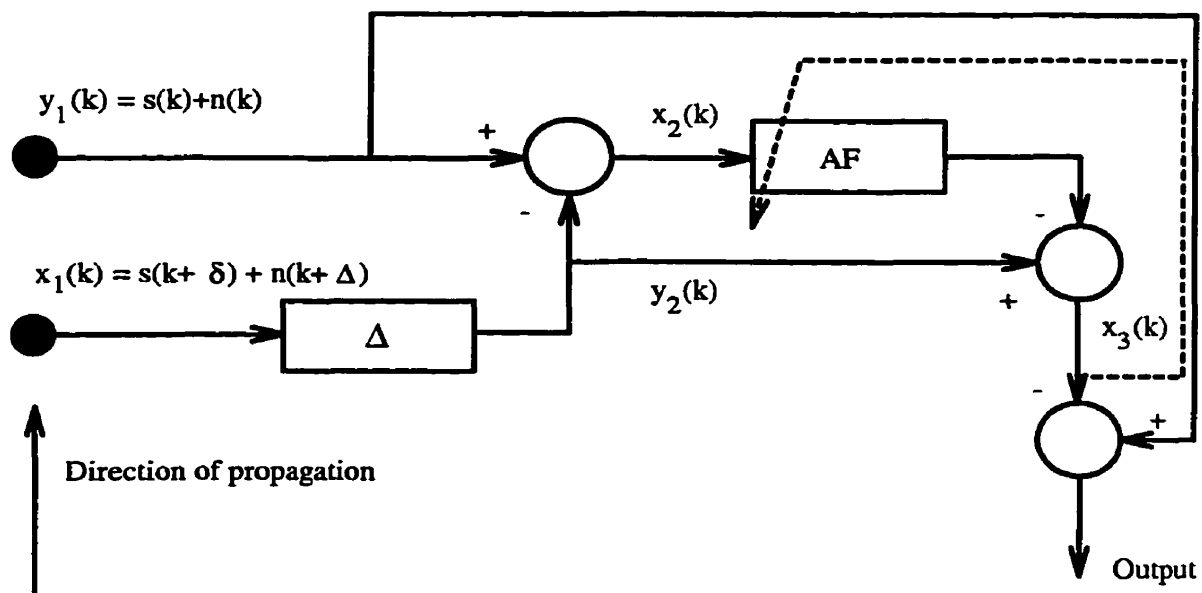 y₁(k) = s(k)+n(k)
+
x₂(k)
AF
-
-
x₁(k) = s(k+ δ) + n(k+ Δ)
Δ
y₂(k)
+
x₃(k)
-
+
Direction of propagation
Output